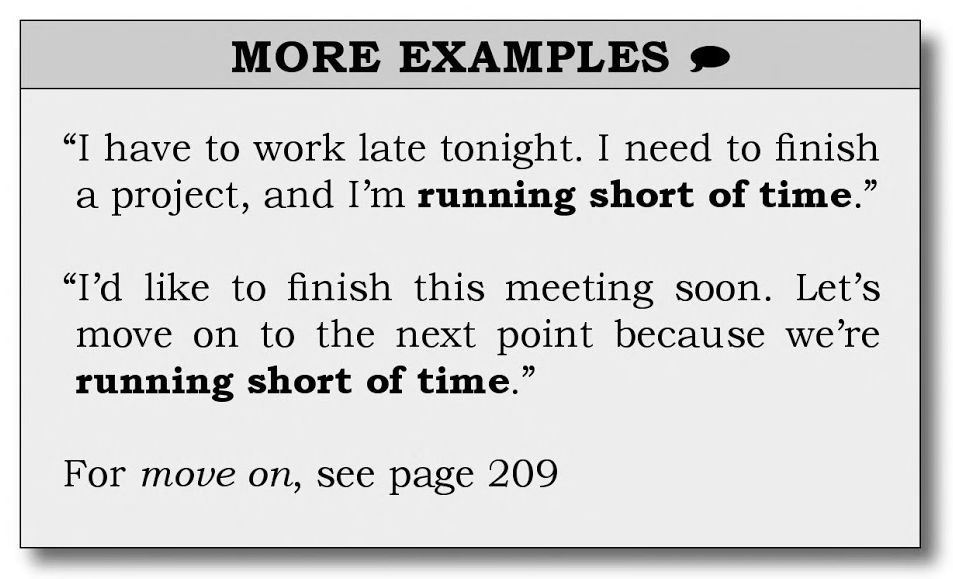 MORE EXAMPLES
“I have to work late tonight. I need to finish
a project, and I’m running short of time.”
“I’d like to finish this meeting soon. Let’s
move on to the next point because we’re
running short of time.”
For move on, see page 209